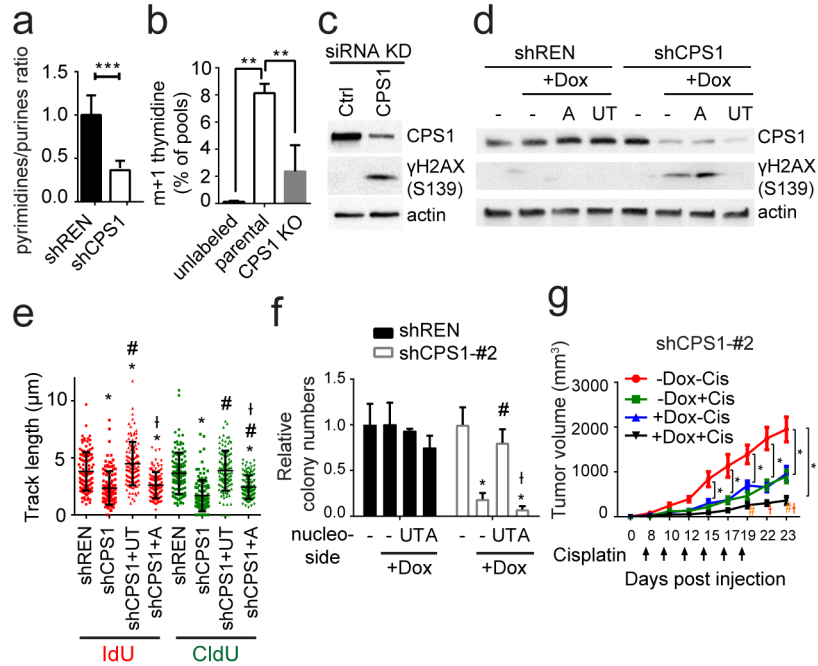 a
pyrimidines/purines ratio
1.5
1.0
0.5
0.0
***
shREN
shCPS1
b
m+1 thymidine
(% of pools)
10
8
6
4
2
0
** **
unlabeled
parental
CPS1 KO
c
siRNA KD
Ctrl
CPS1
CPS1
γH2AX
(S139)
actin
d
shREN shCPS1
+Dox +Dox
- - A UT - - A UT
CPS1
γH2AX
(S139)
actin
e
Track length (μm)
10
5
0
* # * ƚ * * # ƚ # *
shREN
shCPS1
shCPS1+UT
shCPS1+A
shREN
shCPS1
shCPS1+UT
shCPS1+A
IdU CldU
f
shREN
shCPS1-#2
Relative
colony numbers
1.5
1.0
0.5
0.0
* # ƚ *
nucleo-
side
- - UT A - - UT A
+Dox +Dox
g
shCPS1-#2
Tumor volume (mm³)
3000
2000
1000
0
-Dox-Cis
-Dox+Cis
+Dox-Cis
+Dox+Cis
* * * * * *
# ƚ #ƚ
0 8 10 12 15 17 19 22 23
Cisplatin
Days post injection